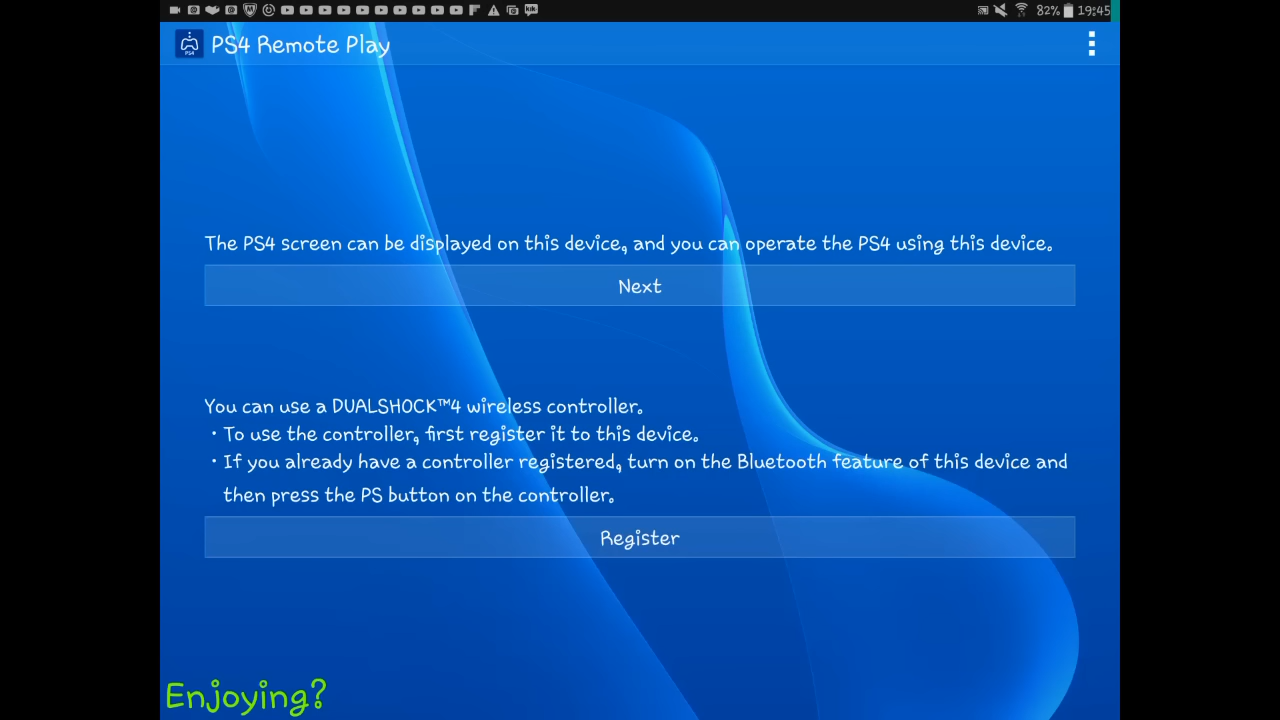 82% 19:45
PS4 Remote Play
The PS4 screen can be displayed on this device, and you can operate the PS4 using this device.
Next
You can use a DUALSHOCK™4 wireless controller.
・To use the controller, first register it to this device.
・If you already have a controller registered, turn on the Bluetooth feature of this device and
then press the PS button on the controller.
Register
Enjoying?